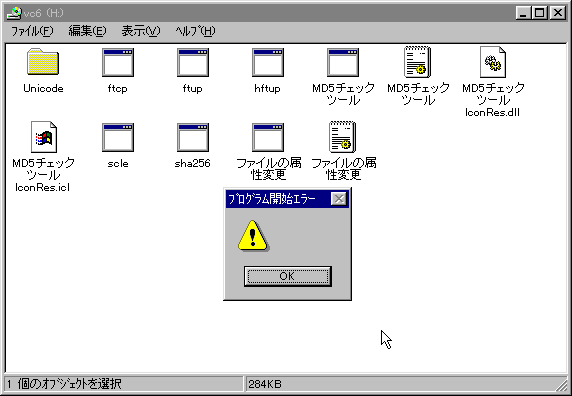 vc6 (H:)
ﾌｧｲﾙ(F) 編集(E) 表示(V) ﾍﾙﾌﾟ(H)
Unicode
ftcp
ftup
hftup
MD5チェック
ツール
MD5チェック
ツール
MD5チェック
ツール
IconRes.dll
MD5チェック
ツール
IconRes.icl
scle
sha256
ファイルの属
性変更
ファイルの属
性変更
ﾌﾟﾛｸﾞﾗﾑ開始ｴﾗｰ
OK
1 個のｵﾌﾞｼﾞｪｸﾄを選択
284KB